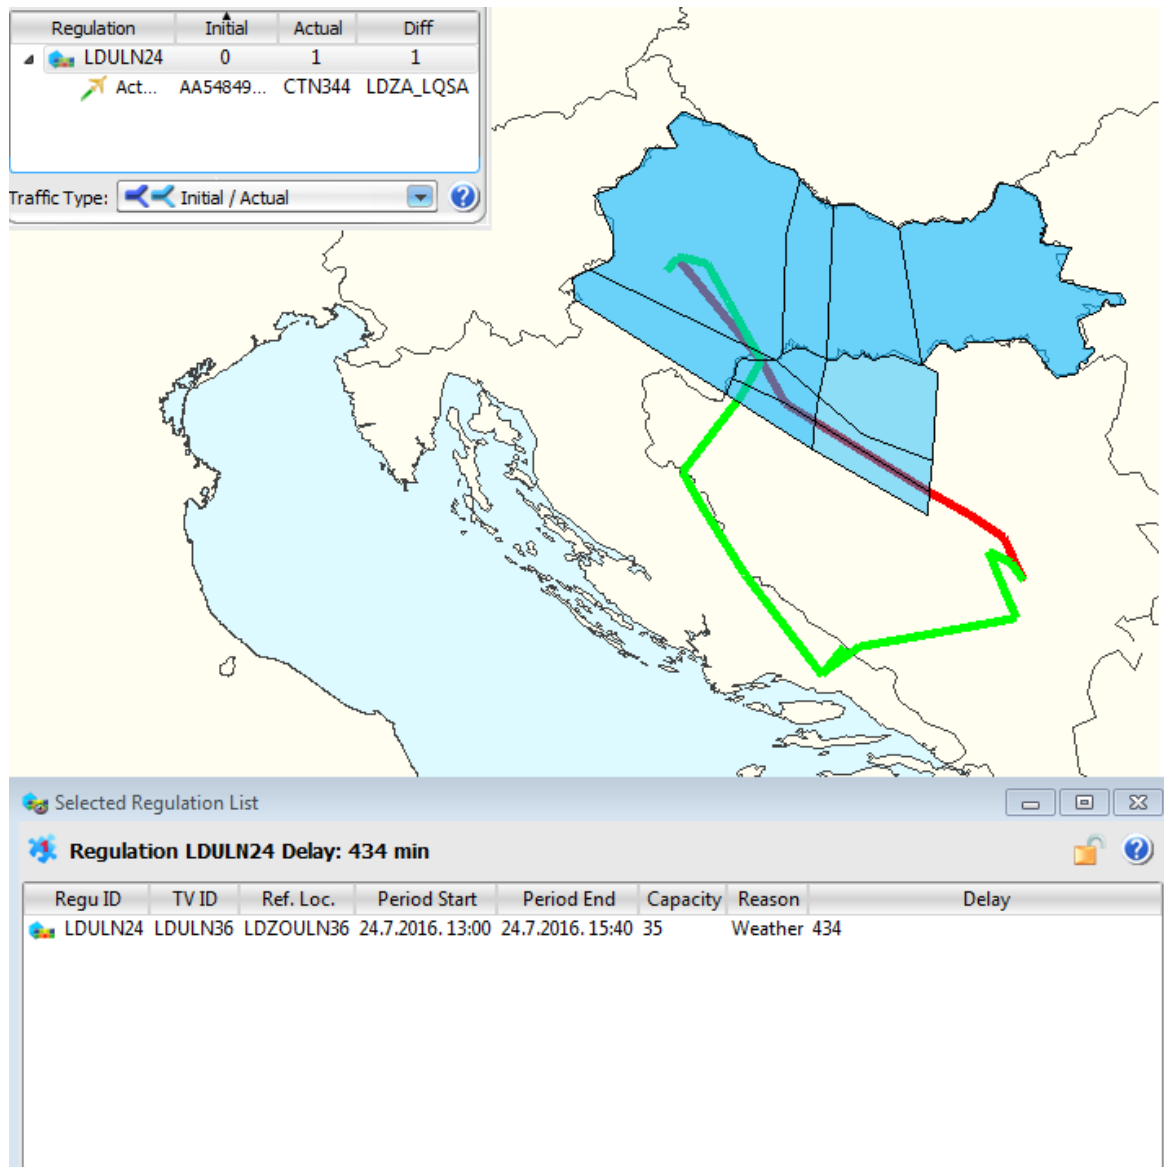 Regulation Initial Actual Diff
LDULN24 0 1 1
Act... AA54849... CTN344 LDZA_LQSA
Traffic Type: Initial / Actual
Selected Regulation List
Regulation LDULN24 Delay: 434 min
Regu ID TV ID Ref. Loc. Period Start Period End Capacity Reason Delay
LDULN24 LDULN36 LDZOULN36 24.7.2016. 13:00 24.7.2016. 15:40 35 Weather 434